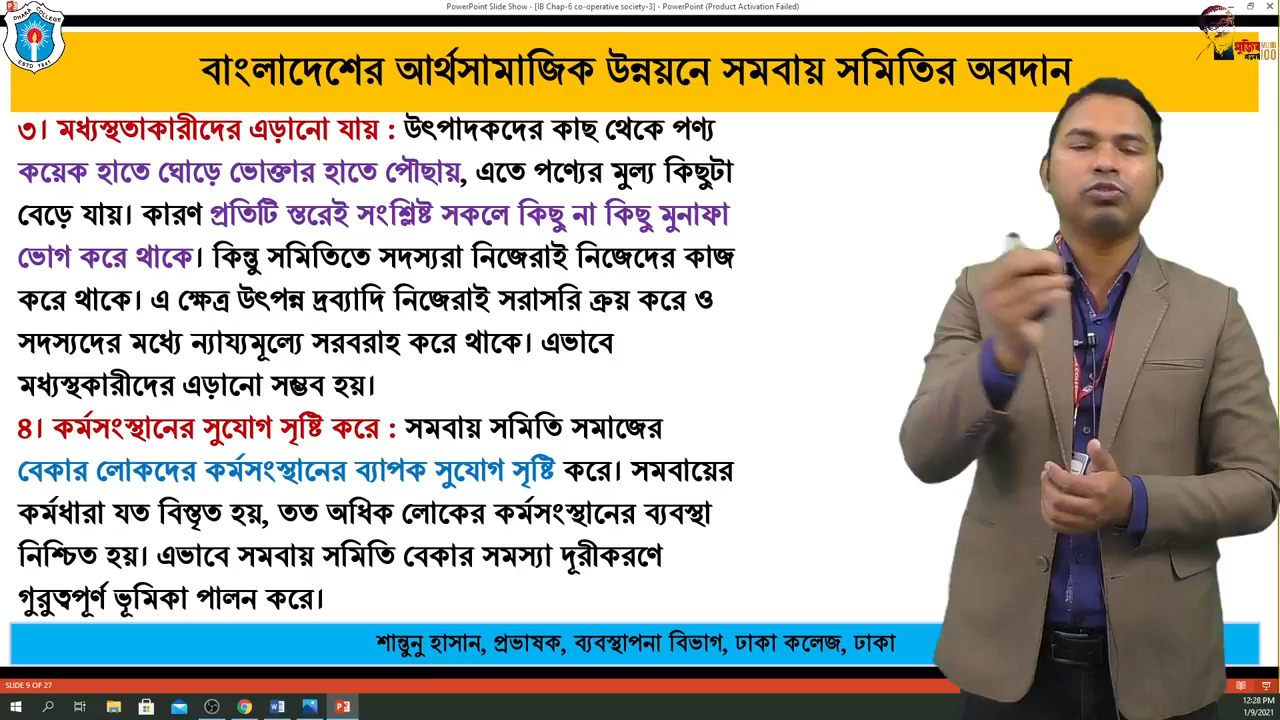 PowerPoint Slide Show - [IB Chap-6 co-operative society-3] - PowerPoint (Product Activation Failed)
DHAKA COLLEGE
ESTD 1841
মুজিব
100
বাংলাদেশের আর্থসামাজিক উন্নয়নে সমবায় সমিতির অবদান
৩। মধ্যস্থতাকারীদের এড়ানো যায় : উৎপাদকদের কাছ থেকে পণ্য
কয়েক হাতে ঘোড়ে ভোক্তার হাতে পৌছায়, এতে পণ্যের মুল্য কিছুটা
বেড়ে যায়। কারণ প্রতিটি স্তরেই সংশ্লিষ্ট সকলে কিছু না কিছু মুনাফা
ভোগ করে থাকে। কিন্তু সমিতিতে সদস্যরা নিজেরাই নিজেদের কাজ
করে থাকে। এ ক্ষেত্র উৎপন্ন দ্রব্যাদি নিজেরাই সরাসরি ক্রয় করে ও
সদস্যদের মধ্যে ন্যায্যমূল্যে সরবরাহ করে থাকে। এভাবে
মধ্যস্থকারীদের এড়ানো সম্ভব হয়।
৪। কর্মসংস্থানের সুযোগ সৃষ্টি করে : সমবায় সমিতি সমাজের
বেকার লোকদের কর্মসংস্থানের ব্যাপক সুযোগ সৃষ্টি করে। সমবায়ের
কর্মধারা যত বিস্তৃত হয়, তত অধিক লোকের কর্মসংস্থানের ব্যবস্থা
নিশ্চিত হয়। এভাবে সমবায় সমিতি বেকার সমস্যা দূরীকরণে
গুরুত্বপূর্ণ ভূমিকা পালন করে।
শান্তুনু হাসান, প্রভাষক, ব্যবস্থাপনা বিভাগ, ঢাকা কলেজ, ঢাকা
SLIDE 9 OF 27
12:28 PM
1/9/2021